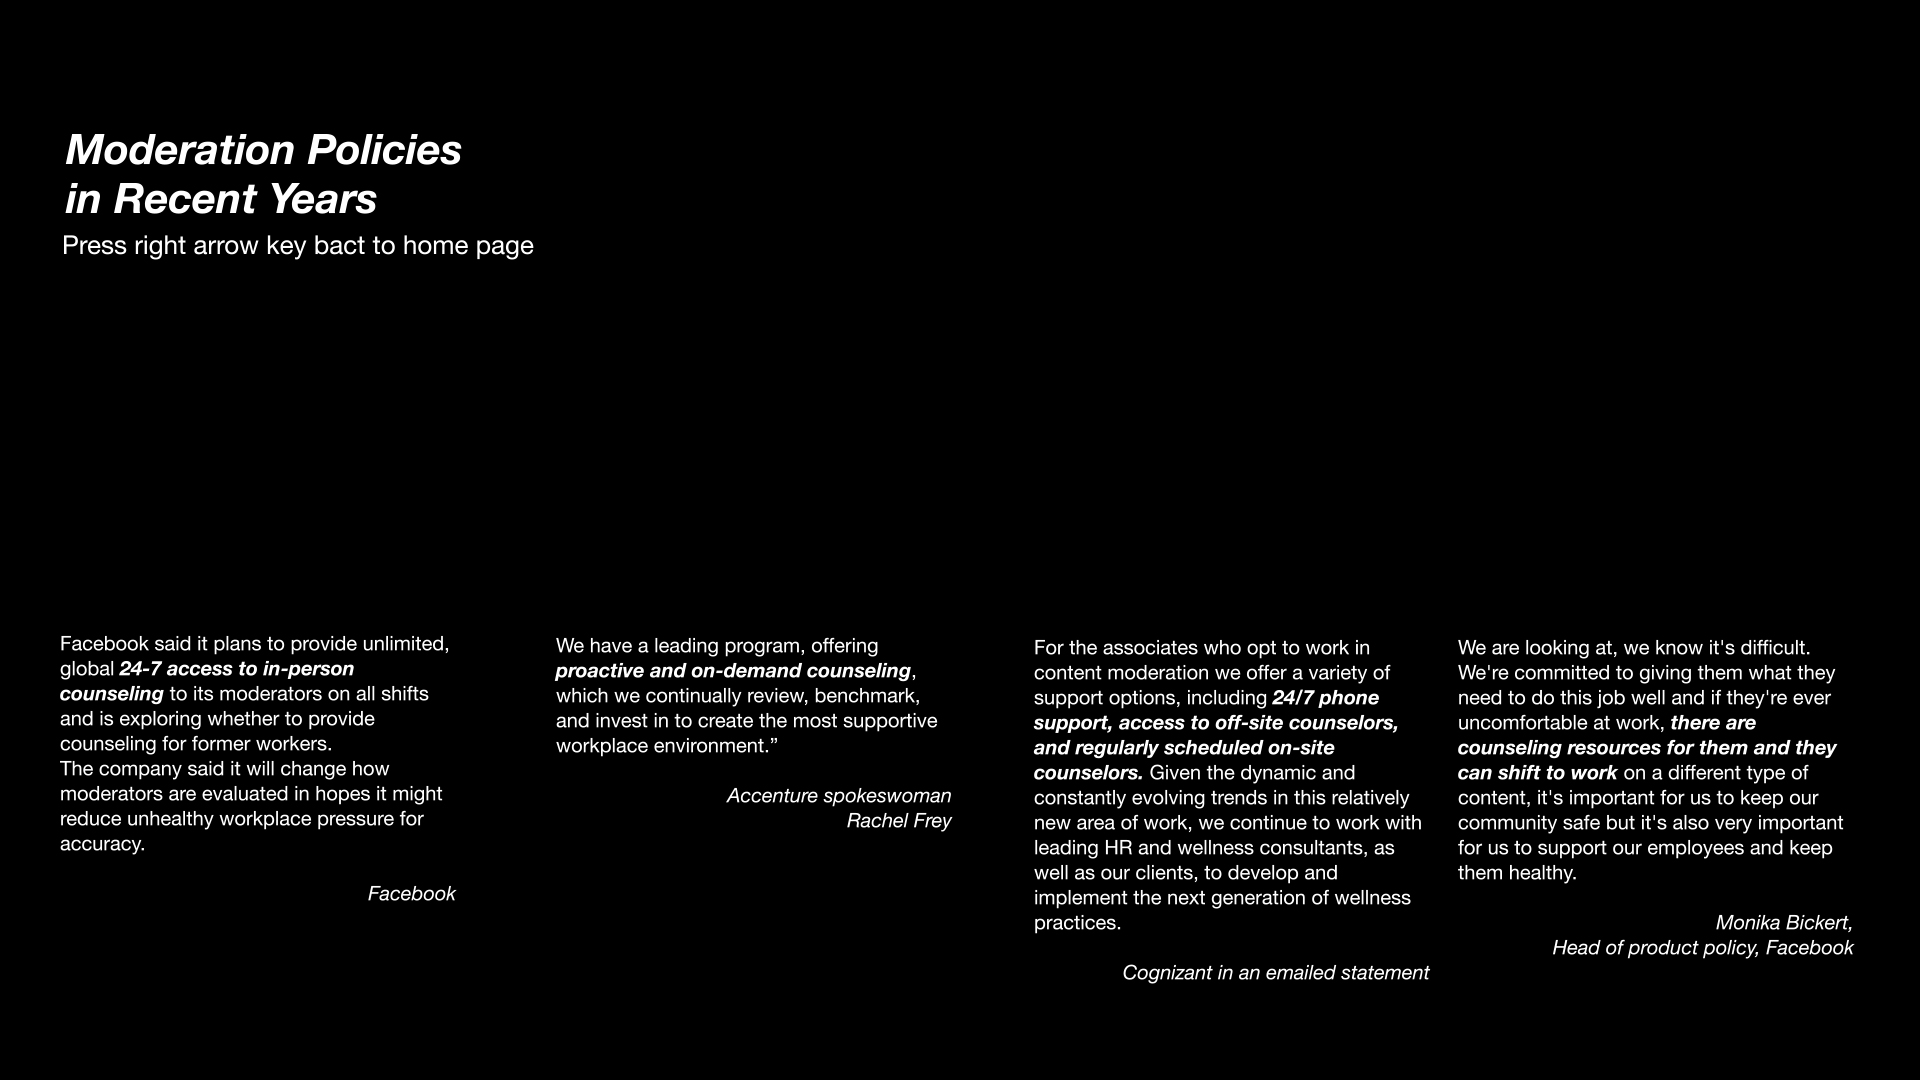 Moderation Policies
in Recent Years
Press right arrow key bact to home page
Facebook said it plans to provide unlimited,
global 24-7 access to in-person
counseling to its moderators on all shifts
and is exploring whether to provide
counseling for former workers.
The company said it will change how
moderators are evaluated in hopes it might
reduce unhealthy workplace pressure for
accuracy.
Facebook
We have a leading program, offering
proactive and on-demand counseling,
which we continually review, benchmark,
and invest in to create the most supportive
workplace environment.”
Accenture spokeswoman
Rachel Frey
For the associates who opt to work in
content moderation we offer a variety of
support options, including 24/7 phone
support, access to off-site counselors,
and regularly scheduled on-site
counselors. Given the dynamic and
constantly evolving trends in this relatively
new area of work, we continue to work with
leading HR and wellness consultants, as
well as our clients, to develop and
implement the next generation of wellness
practices.
Cognizant in an emailed statement
We are looking at, we know it's difficult.
We're committed to giving them what they
need to do this job well and if they're ever
uncomfortable at work, there are
counseling resources for them and they
can shift to work on a different type of
content, it's important for us to keep our
community safe but it's also very important
for us to support our employees and keep
them healthy.
Monika Bickert,
Head of product policy, Facebook